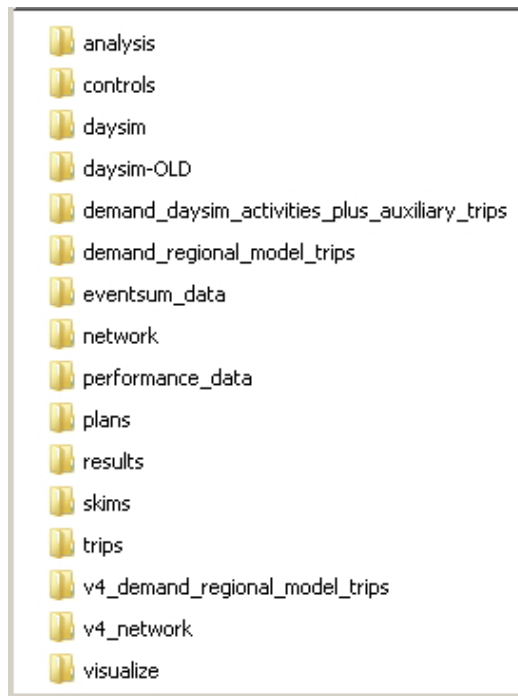 analysis
controls
daysim
daysim-OLD
demand_daysim_activities_plus_auxiliary_trips
demand_regional_model_trips
eventsum_data
network
performance_data
plans
results
skims
trips
v4_demand_regional_model_trips
v4_network
visualize